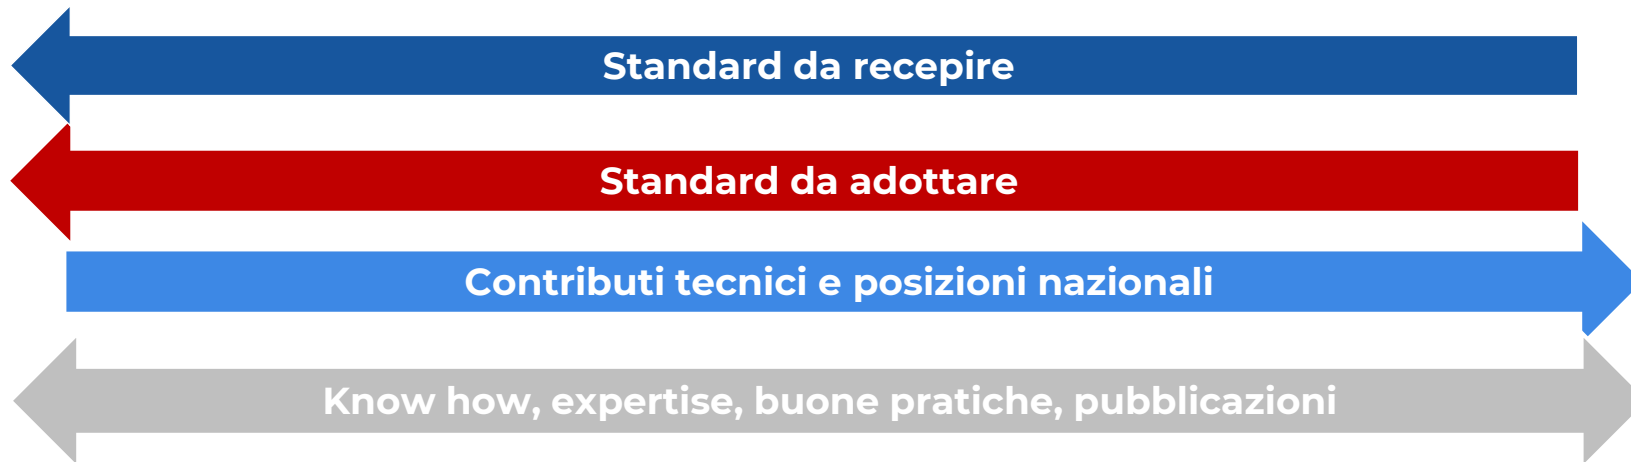 Standard da recepire
Standard da adottare
Contributi tecnici e posizioni nazionali
Know how, expertise, buone pratiche, pubblicazioni